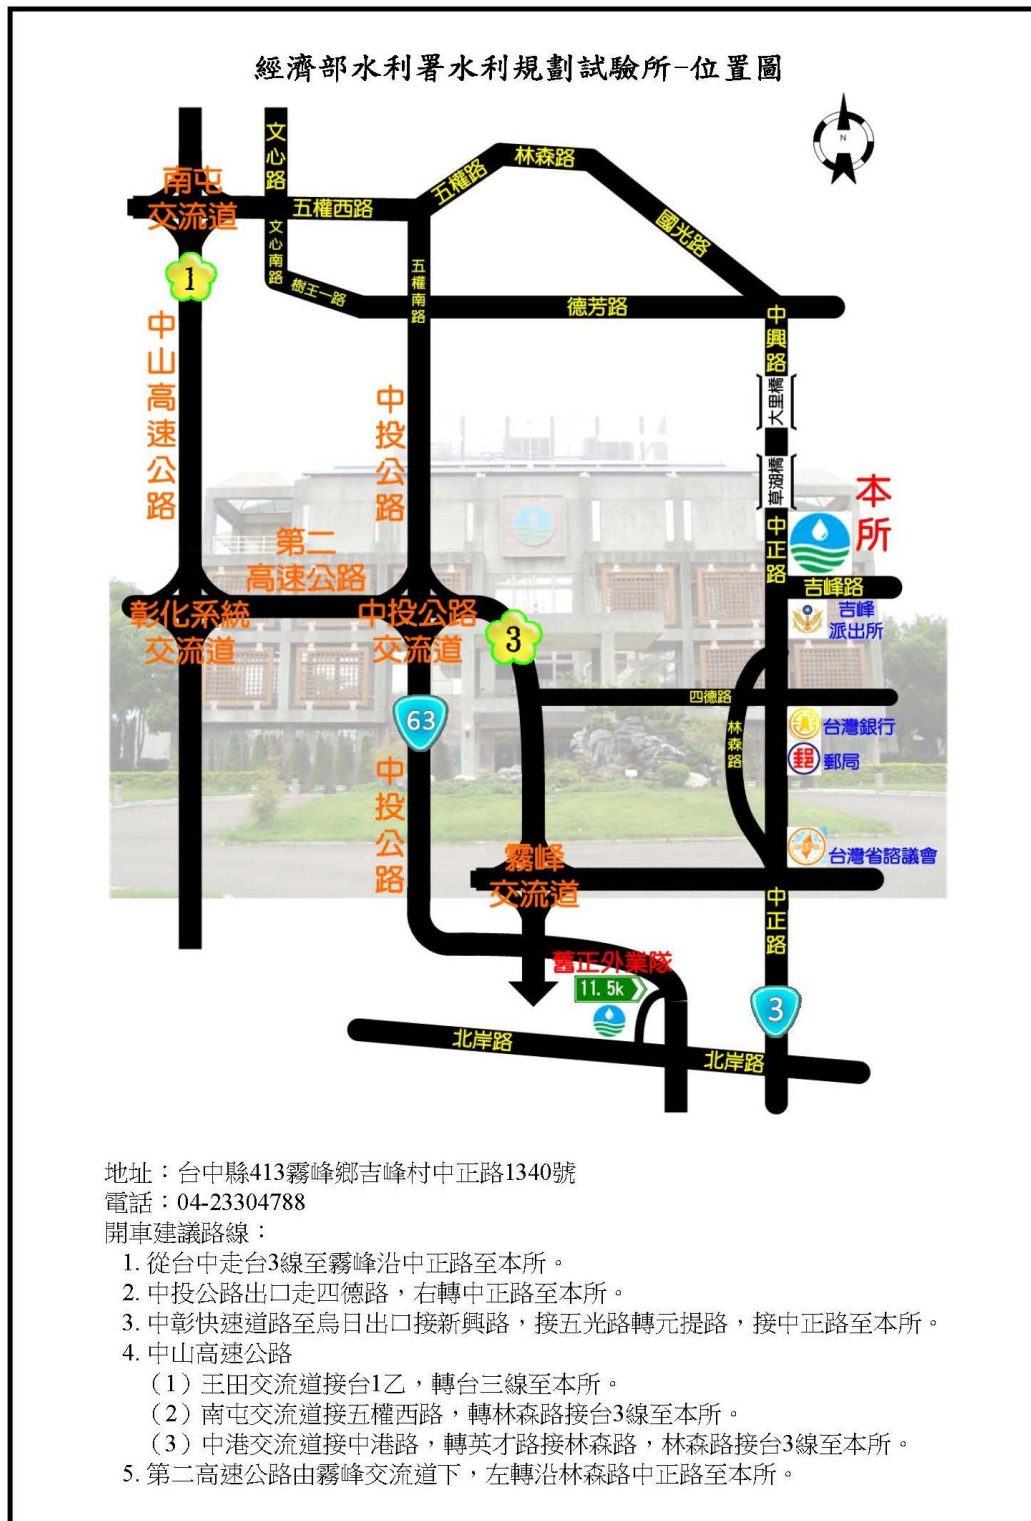 經濟部水利署水利規劃試驗所-位置圖
N
文心路
南屯
交流道
五權西路
五權路
林森路
國光路
文心南路
1
樹王一路
五權南路
德芳路
中興路
中山高速公路
中投公路
大里橋
草湖橋
本所
中正路
第二
高速公路
吉峰路
彰化系統
交流道
中投公路
交流道
3
吉峰
派出所
四德路
63
林森路
台灣銀行
郵
郵局
中投公路
霧峰
交流道
台灣省諮議會
中正路
舊正外業隊
11.5k
3
北岸路
北岸路
地址：台中縣413霧峰鄉吉峰村中正路1340號
電話：04-23304788
開車建議路線：
1. 從台中走台3線至霧峰沿中正路至本所。
2. 中投公路出口走四德路，右轉中正路至本所。
3. 中彰快速道路至烏日出口接新興路，接五光路轉元提路，接中正路至本所。
4. 中山高速公路
（1）王田交流道接台1乙，轉台三線至本所。
（2）南屯交流道接五權西路，轉林森路接台3線至本所。
（3）中港交流道接中港路，轉英才路接林森路，林森路接台3線至本所。
5. 第二高速公路由霧峰交流道下，左轉沿林森路中正路至本所。